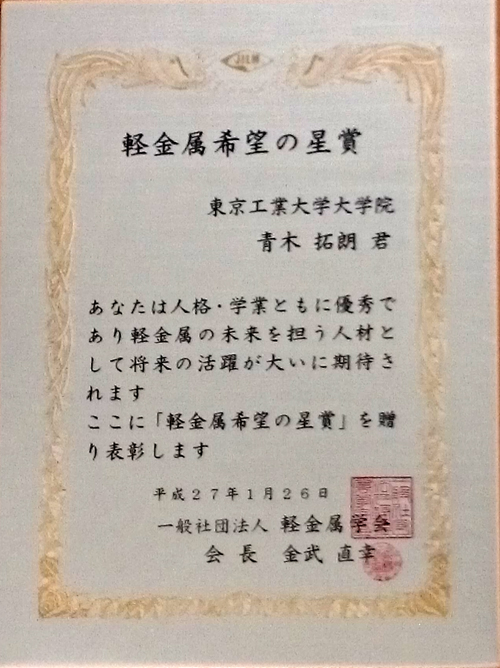 JILM
軽金属希望の星賞
東京工業大学大学院
青木 拓朗 君
あなたは人格・学業ともに優秀で
あり軽金属の未来を担う人材と
して将来の活躍が大いに期待さ
れます
ここに「軽金属希望の星賞」を贈
り表彰します
平成27年1月26日
一般社団法人 軽金属学会
会長 金武 直幸